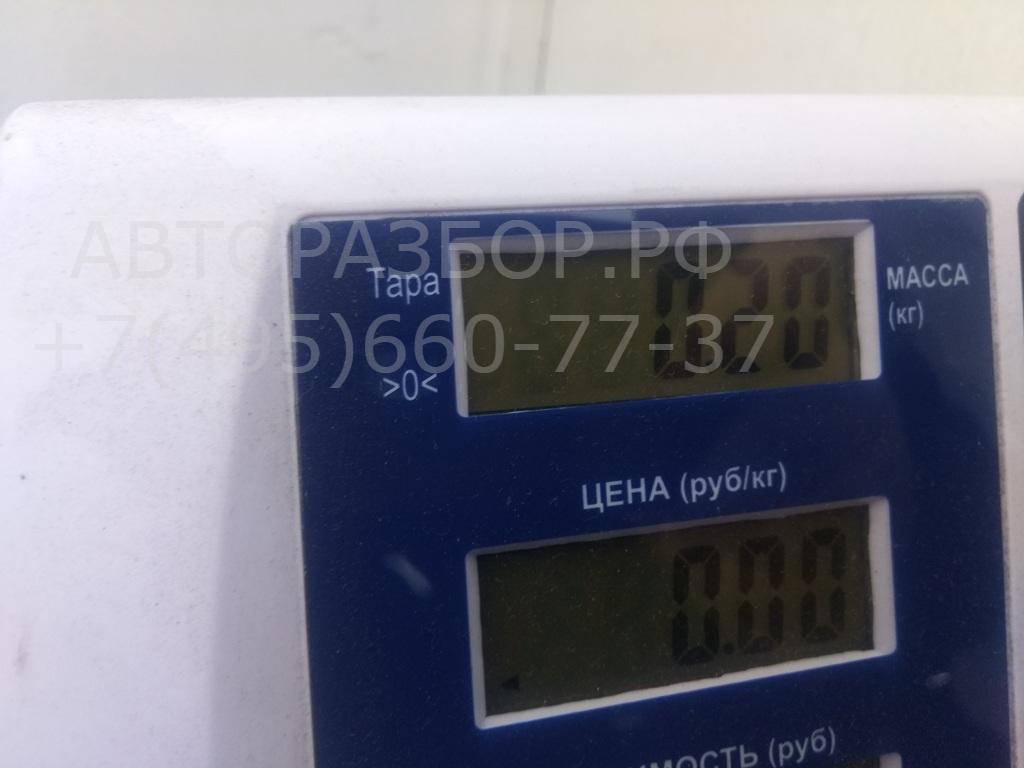 АВТОРАЗБОР.РФ
+7(495)660-77-37
Тара
>0<
0.20
МАССА
(кг)
ЦЕНА (руб/кг)
0.00
(руб)